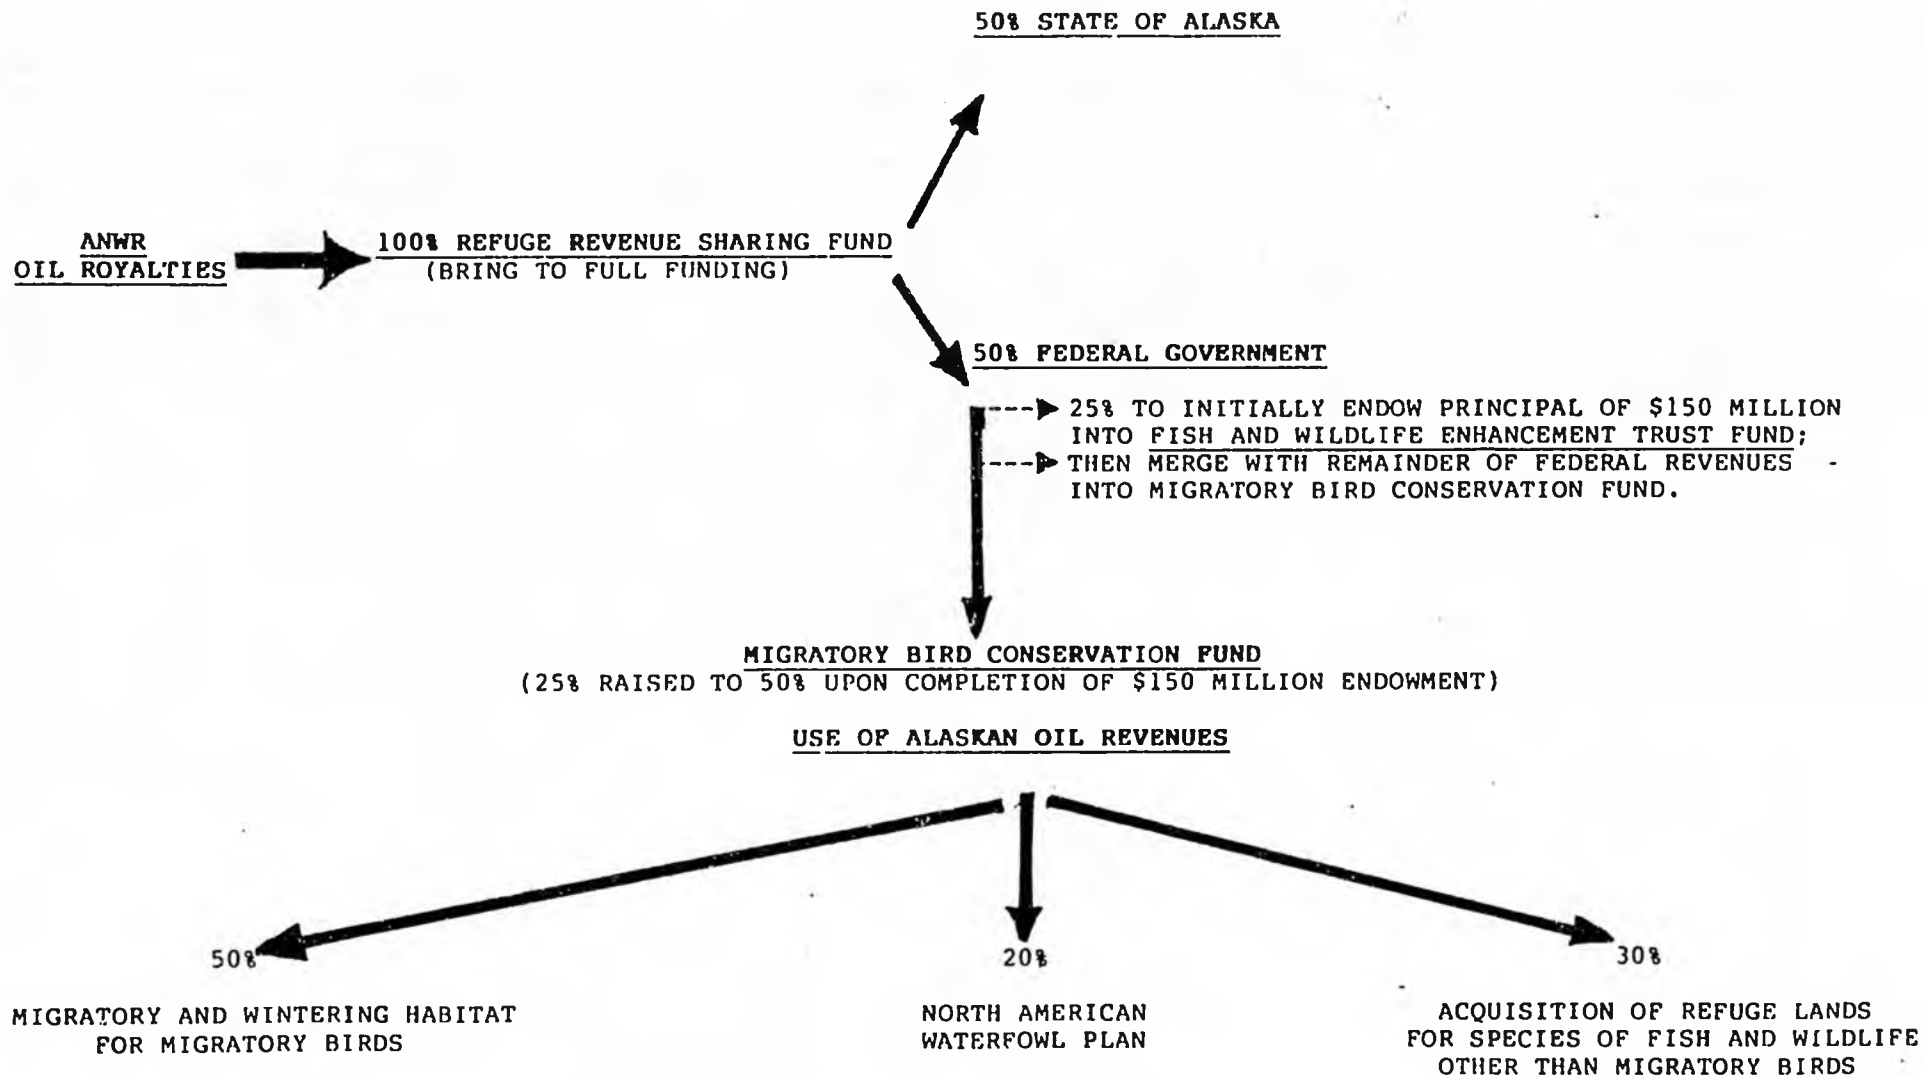 50% STATE OF ALASKA
ANWR
OIL ROYALTIES
100% REFUGE REVENUE SHARING FUND
(BRING TO FULL FUNDING)
50% FEDERAL GOVERNMENT
25% TO INITIALLY ENDOW PRINCIPAL OF $150 MILLION
INTO FISH AND WILDLIFE ENHANCEMENT TRUST FUND;
THEN MERGE WITH REMAINDER OF FEDERAL REVENUES
INTO MIGRATORY BIRD CONSERVATION FUND.
MIGRATORY BIRD CONSERVATION FUND
(25% RAISED TO 50% UPON COMPLETION OF $150 MILLION ENDOWMENT)
USE OF ALASKAN OIL REVENUES
50%
MIGRATORY AND WINTERING HABITAT
FOR MIGRATORY BIRDS
20%
NORTH AMERICAN
WATERFOWL PLAN
30%
ACQUISITION OF REFUGE LANDS
FOR SPECIES OF FISH AND WILDLIFE
OTHER THAN MIGRATORY BIRDS